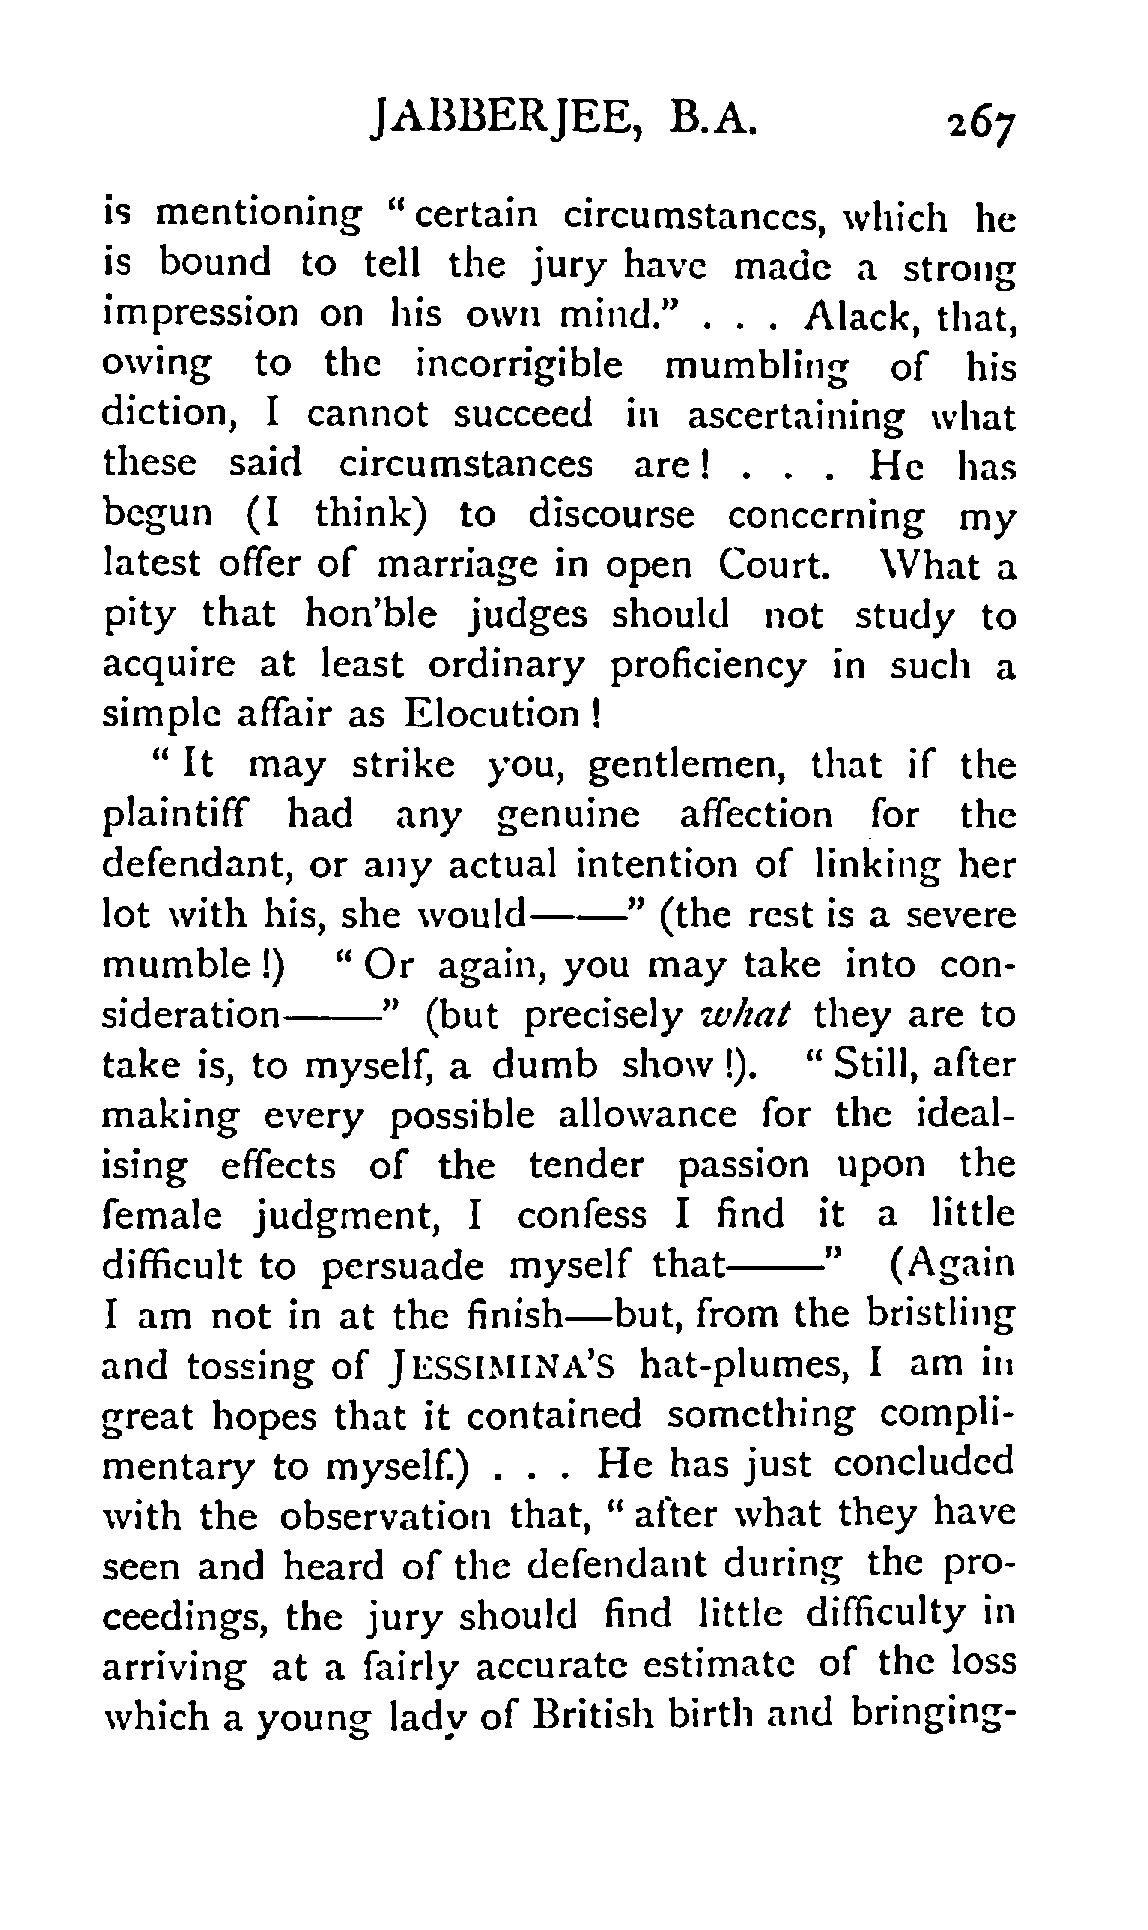 JABBERJEE, B.A. 267
is mentioning “certain circumstances, which he
is bound to tell the jury have made a strong
impression on his own mind.” . . . Alack, that,
owing to the incorrigible mumbling of his
diction, I cannot succeed in ascertaining what
these said circumstances are! . . . He has
begun (I think) to discourse concerning my
latest offer of marriage in open Court. What a
pity that hon’ble judges should not study to
acquire at least ordinary proficiency in such a
simple affair as Elocution!
“It may strike you, gentlemen, that if the
plaintiff had any genuine affection for the
defendant, or any actual intention of linking her
lot with his, she would——” (the rest is a severe
mumble!) “Or again, you may take into con-
sideration——” (but precisely what they are to
take is, to myself, a dumb show!). “Still, after
making every possible allowance for the ideal-
ising effects of the tender passion upon the
female judgment, I confess I find it a little
difficult to persuade myself that——” (Again
I am not in at the finish—but, from the bristling
and tossing of JESSIMINA’S hat-plumes, I am in
great hopes that it contained something compli-
mentary to myself.) . . . He has just concluded
with the observation that, “after what they have
seen and heard of the defendant during the pro-
ceedings, the jury should find little difficulty in
arriving at a fairly accurate estimate of the loss
which a young lady of British birth and bringing-